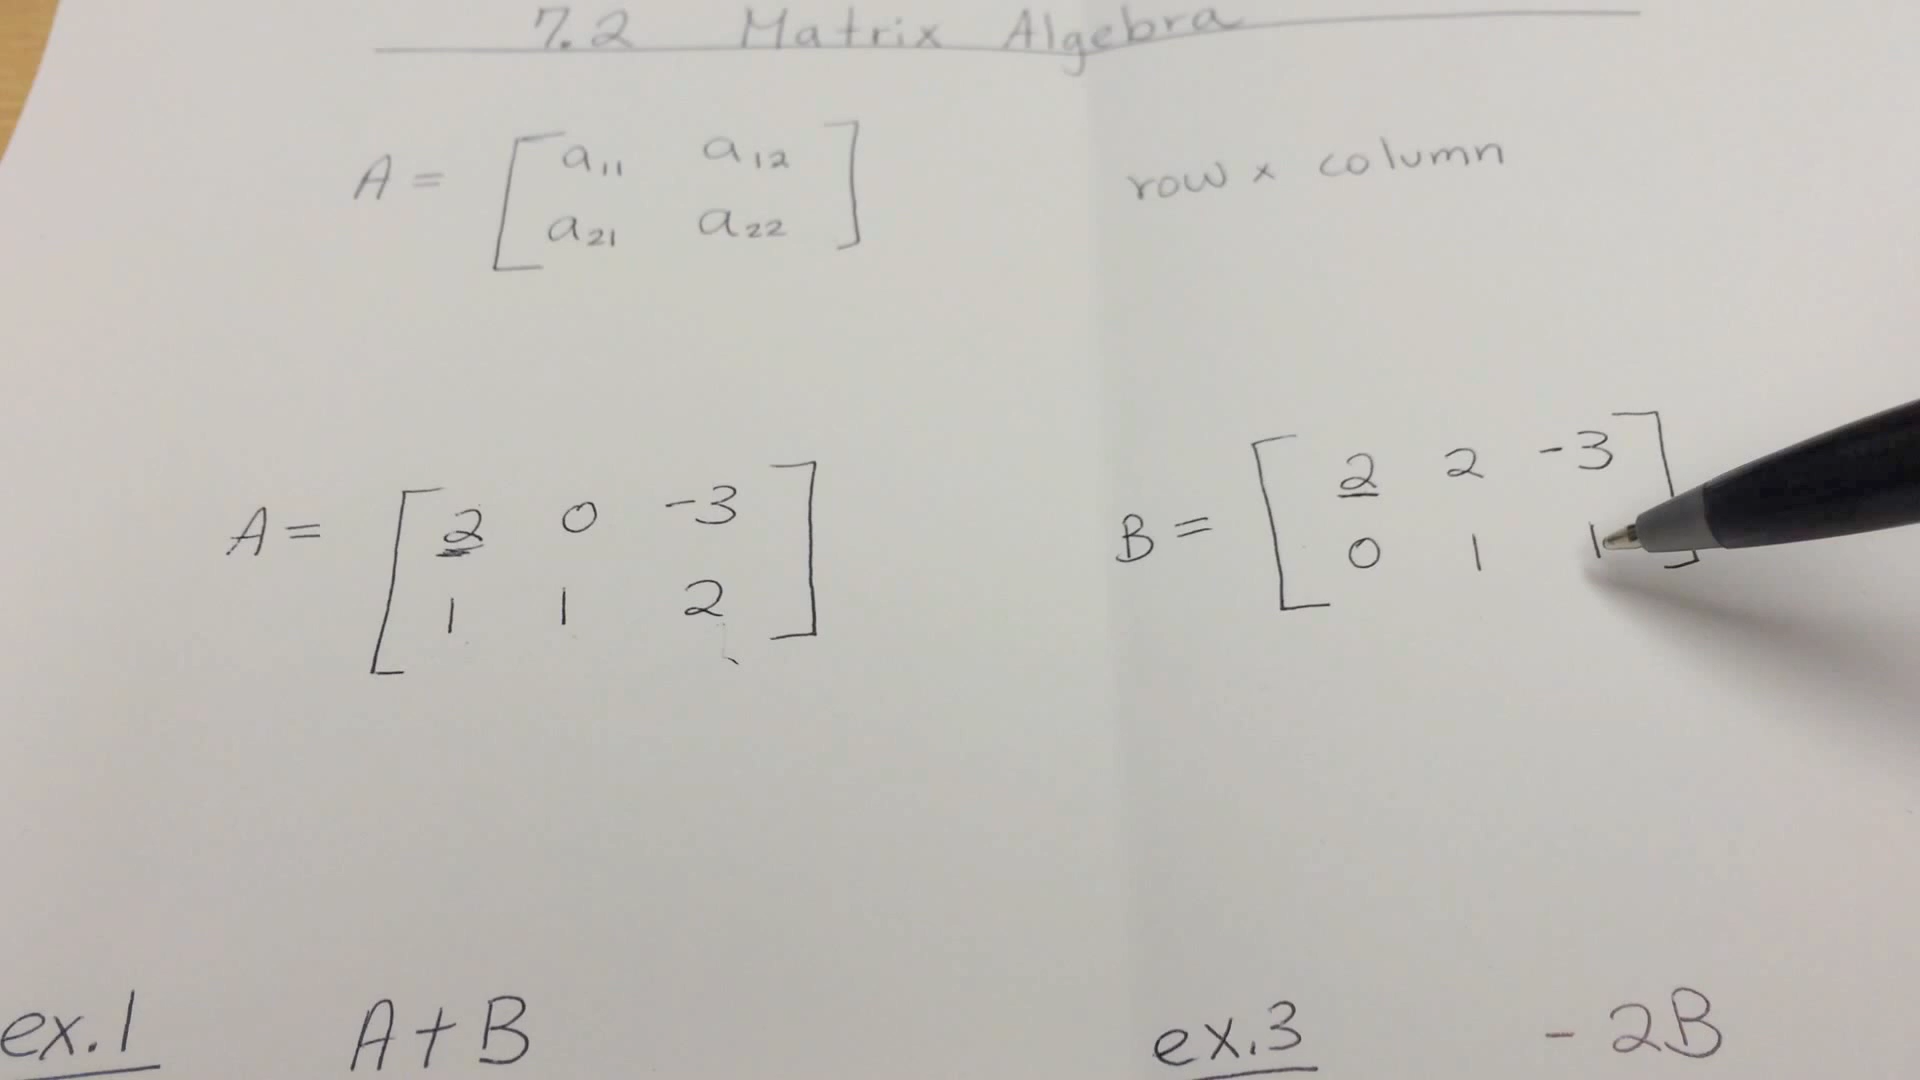 7.2 Matrix Algebra
A = [ a11 a12
a21 a22 ]
row x column
A = [ 2 0 -3
1 1 2 ]
B = [ 2 2 -3
0 1 1 ]
ex.1 A+B
ex.3 -2B